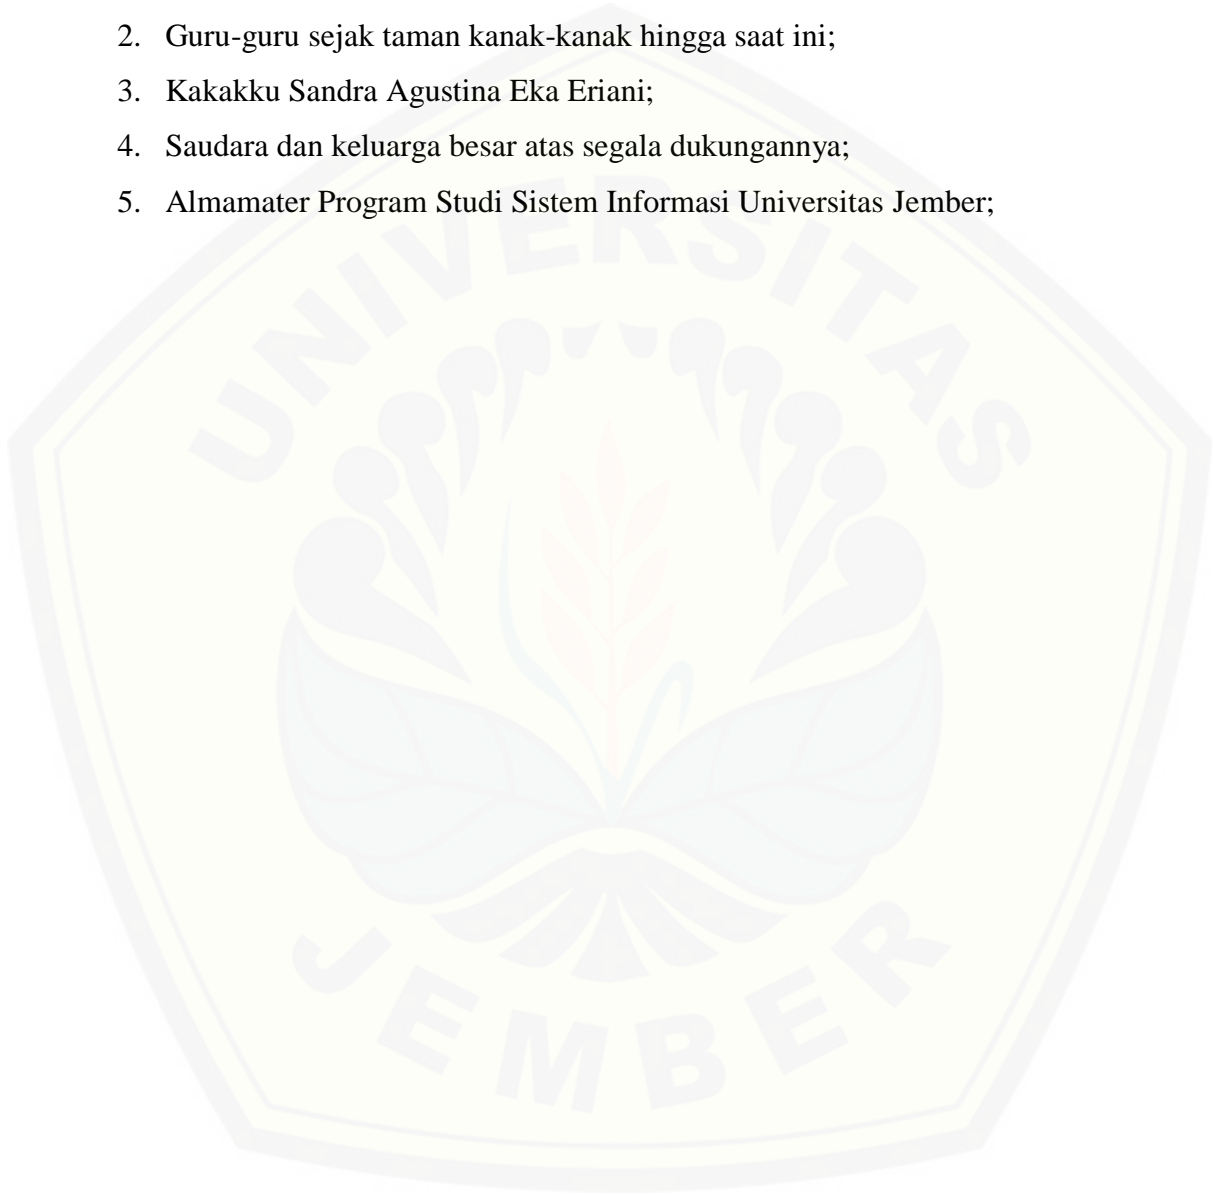 2. Guru-guru sejak taman kanak-kanak hingga saat ini;
3. Kakakku Sandra Agustina Eka Eriani;
4. Saudara dan keluarga besar atas segala dukungannya;
5. Almamater Program Studi Sistem Informasi Universitas Jember;
UNIVERSITAS
JEMBER